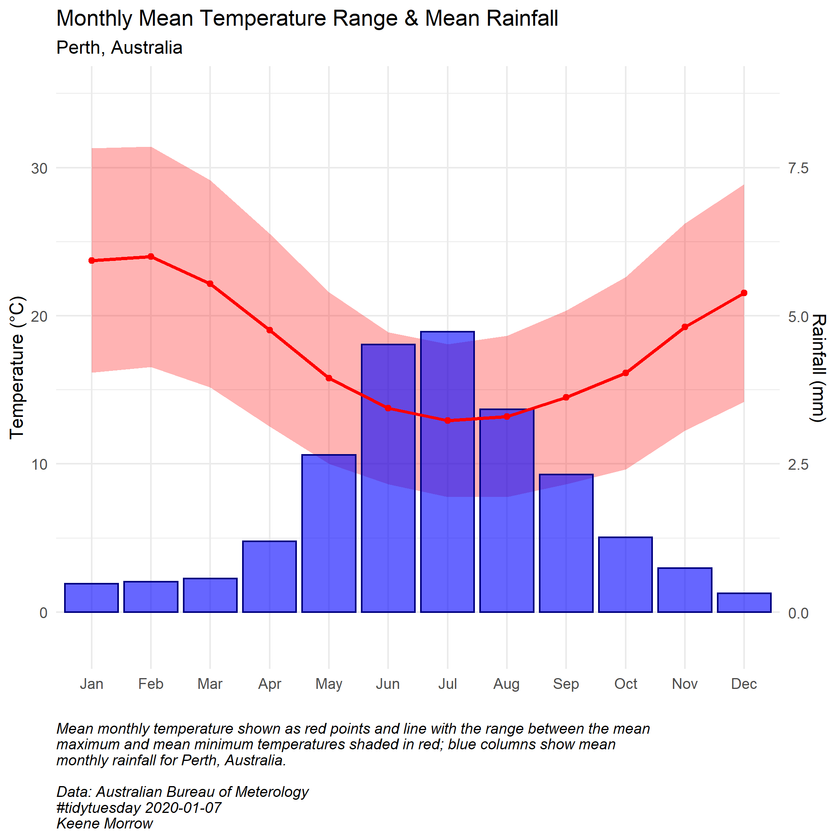 Monthly Mean Temperature Range & Mean Rainfall
Perth, Australia
Temperature (°C)
30
20
10
0
7.5
5.0
2.5
0.0
Rainfall (mm)
Jan Feb Mar Apr May Jun Jul Aug Sep Oct Nov Dec
Mean monthly temperature shown as red points and line with the range between the mean
maximum and mean minimum temperatures shaded in red; blue columns show mean
monthly rainfall for Perth, Australia.
Data: Australian Bureau of Meterology
#tidytuesday 2020-01-07
Keene Morrow